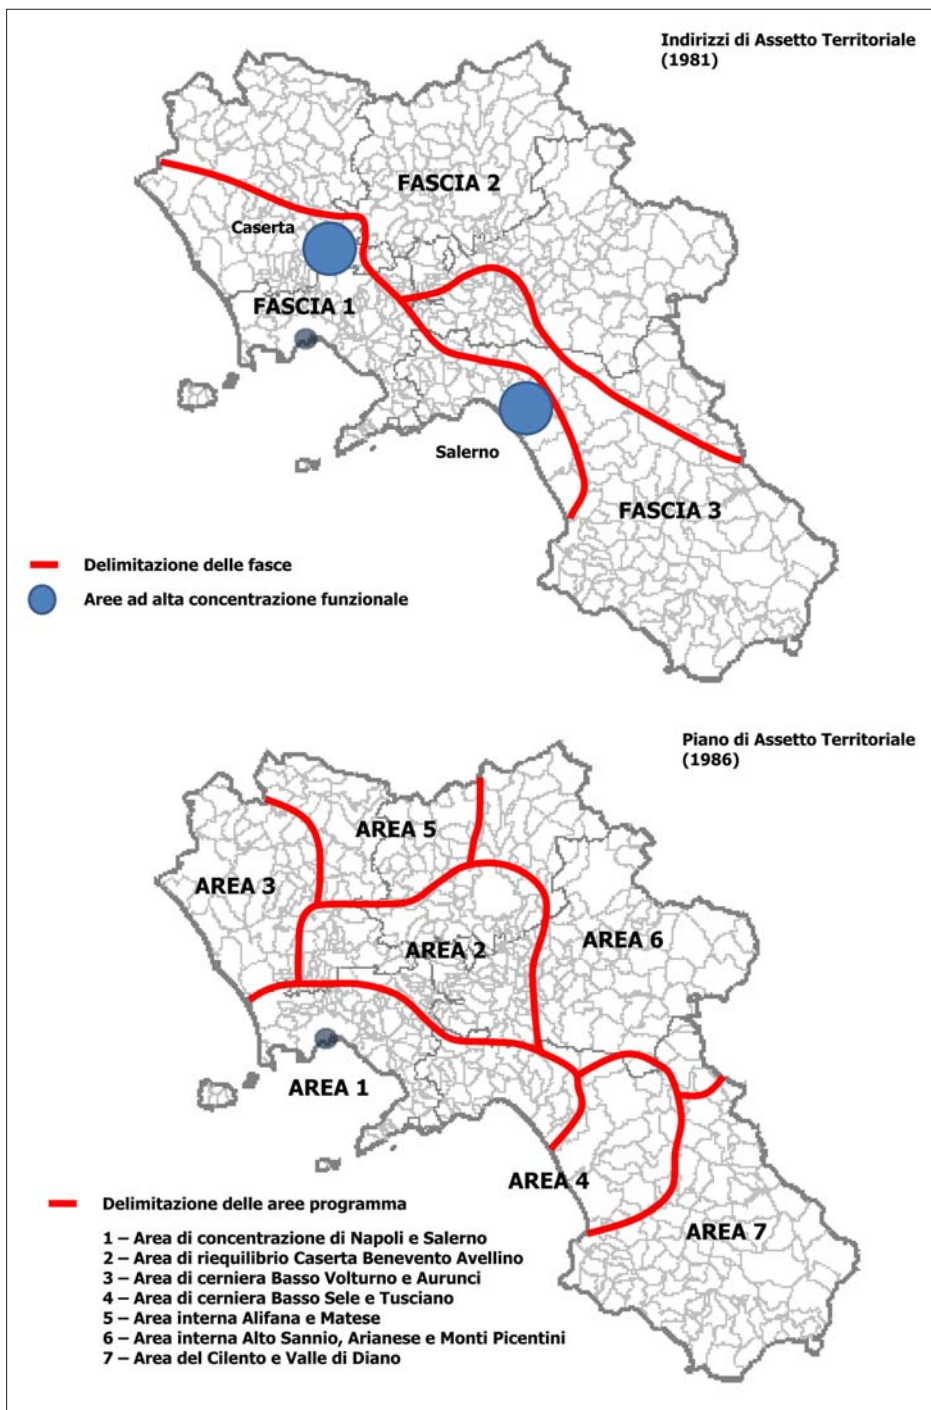 Indirizzi di Assetto Territoriale
(1981)
FASCIA 2
Caserta
FASCIA 1
Salerno
FASCIA 3
Delimitazione delle fasce
Aree ad alta concentrazione funzionale
Piano di Assetto Territoriale
(1986)
AREA 5
AREA 3
AREA 2
AREA 6
AREA 1
AREA 4
AREA 7
Delimitazione delle aree programma
1 – Area di concentrazione di Napoli e Salerno
2 – Area di riequilibrio Caserta Benevento Avellino
3 – Area di cerniera Basso Volturno e Aurunci
4 – Area di cerniera Basso Sele e Tusciano
5 – Area interna Alifana e Matese
6 – Area interna Alto Sannio, Arianese e Monti Picentini
7 – Area del Cilento e Valle di Diano